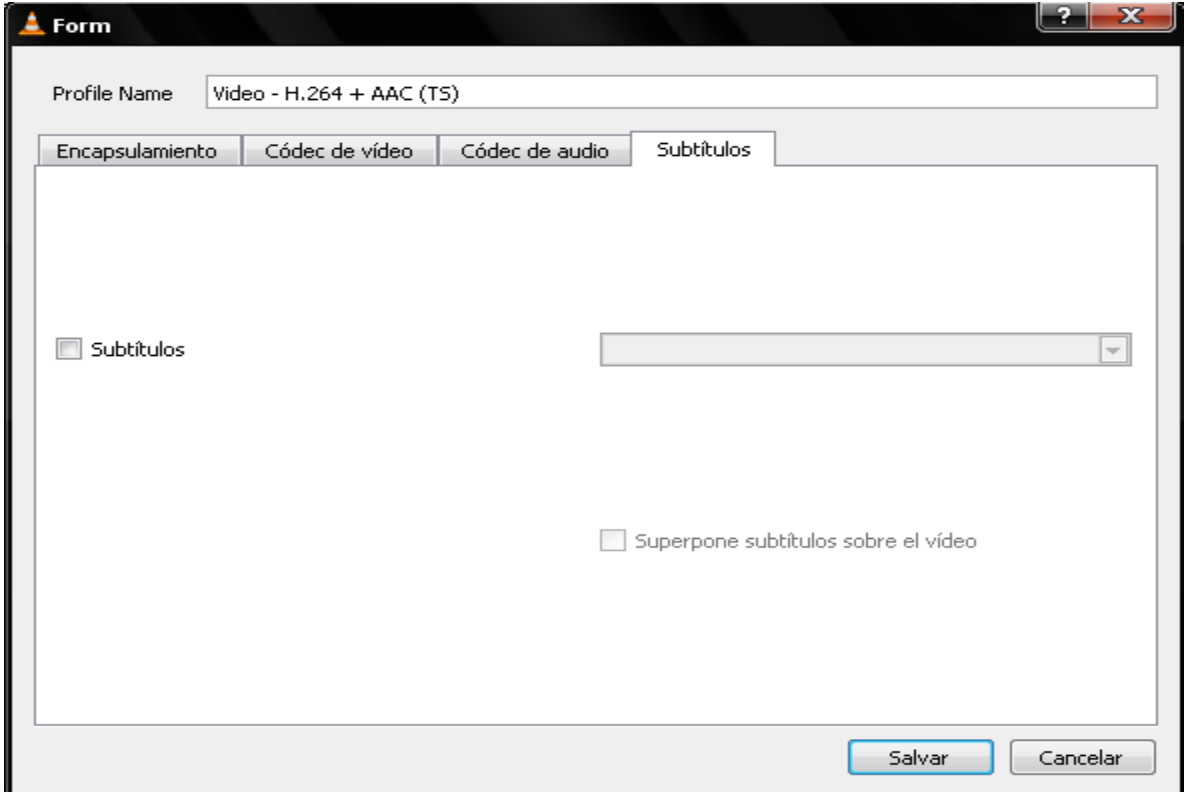 Form
?
Profile Name Video - H.264 + AAC (TS)
Encapsulamiento Códec de vídeo Códec de audio Subtítulos
Subtítulos
Superpone subtítulos sobre el vídeo
Salvar Cancelar